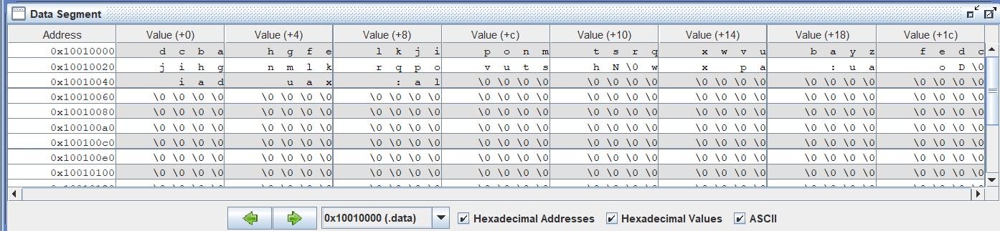 Data Segment
Address Value (+0) Value (+4) Value (+8) Value (+c) Value (+10) Value (+14) Value (+18) Value (+1c)
0x10010000 d c b a h g f e l k j i p o n m t s r q x w v u b a y z f e d c
0x10010020 j i h g n m l k r q p o v u t s h N \0 w x p a : u a o D \0
0x10010040 i a d u a x : a l \0 \0 \0 \0 \0 \0 \0 \0 \0 \0 \0 \0 \0 \0 \0 \0 \0 \0 \0 \0
0x10010060 \0 \0 \0 \0 \0 \0 \0 \0 \0 \0 \0 \0 \0 \0 \0 \0 \0 \0 \0 \0 \0 \0 \0 \0 \0 \0 \0 \0 \0 \0 \0 \0
0x10010080 \0 \0 \0 \0 \0 \0 \0 \0 \0 \0 \0 \0 \0 \0 \0 \0 \0 \0 \0 \0 \0 \0 \0 \0 \0 \0 \0 \0 \0 \0 \0 \0
0x100100a0 \0 \0 \0 \0 \0 \0 \0 \0 \0 \0 \0 \0 \0 \0 \0 \0 \0 \0 \0 \0 \0 \0 \0 \0 \0 \0 \0 \0 \0 \0 \0 \0
0x100100c0 \0 \0 \0 \0 \0 \0 \0 \0 \0 \0 \0 \0 \0 \0 \0 \0 \0 \0 \0 \0 \0 \0 \0 \0 \0 \0 \0 \0 \0 \0 \0 \0
0x100100e0 \0 \0 \0 \0 \0 \0 \0 \0 \0 \0 \0 \0 \0 \0 \0 \0 \0 \0 \0 \0 \0 \0 \0 \0 \0 \0 \0 \0 \0 \0 \0 \0
0x10010100 \0 \0 \0 \0 \0 \0 \0 \0 \0 \0 \0 \0 \0 \0 \0 \0 \0 \0 \0 \0 \0 \0 \0 \0 \0 \0 \0 \0 \0 \0 \0 \0
0x10010000 (.data) Hexadecimal Addresses Hexadecimal Values ASCII